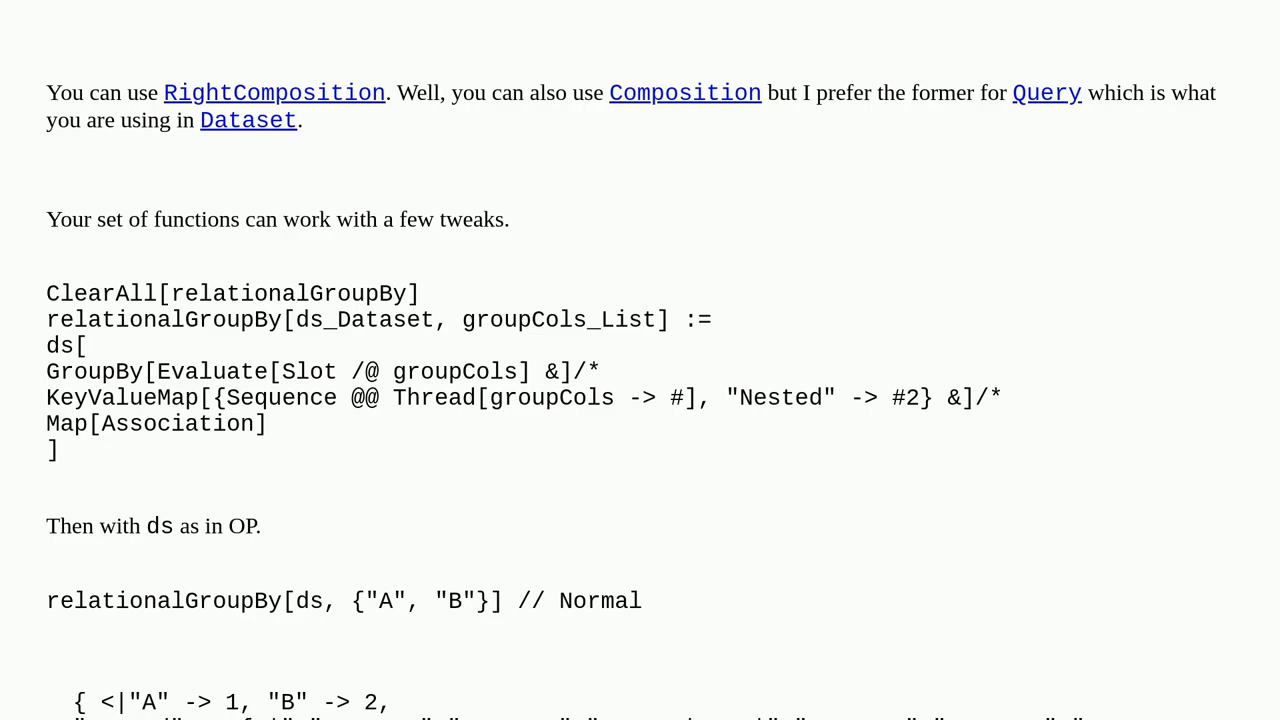 You can use RightComposition. Well, you can also use Composition but I prefer the former for Query which is what
you are using in Dataset.
Your set of functions can work with a few tweaks.
ClearAll[relationalGroupBy]
relationalGroupBy[ds_Dataset, groupCols_List] :=
ds[
GroupBy[Evaluate[Slot /@ groupCols] &]/*
KeyValueMap[{Sequence @@ Thread[groupCols -> #], "Nested" -> #2} &]/*
Map[Association]
]
Then with ds as in OP.
relationalGroupBy[ds, {"A", "B"}] // Normal
{ <|"A" -> 1, "B" -> 2,